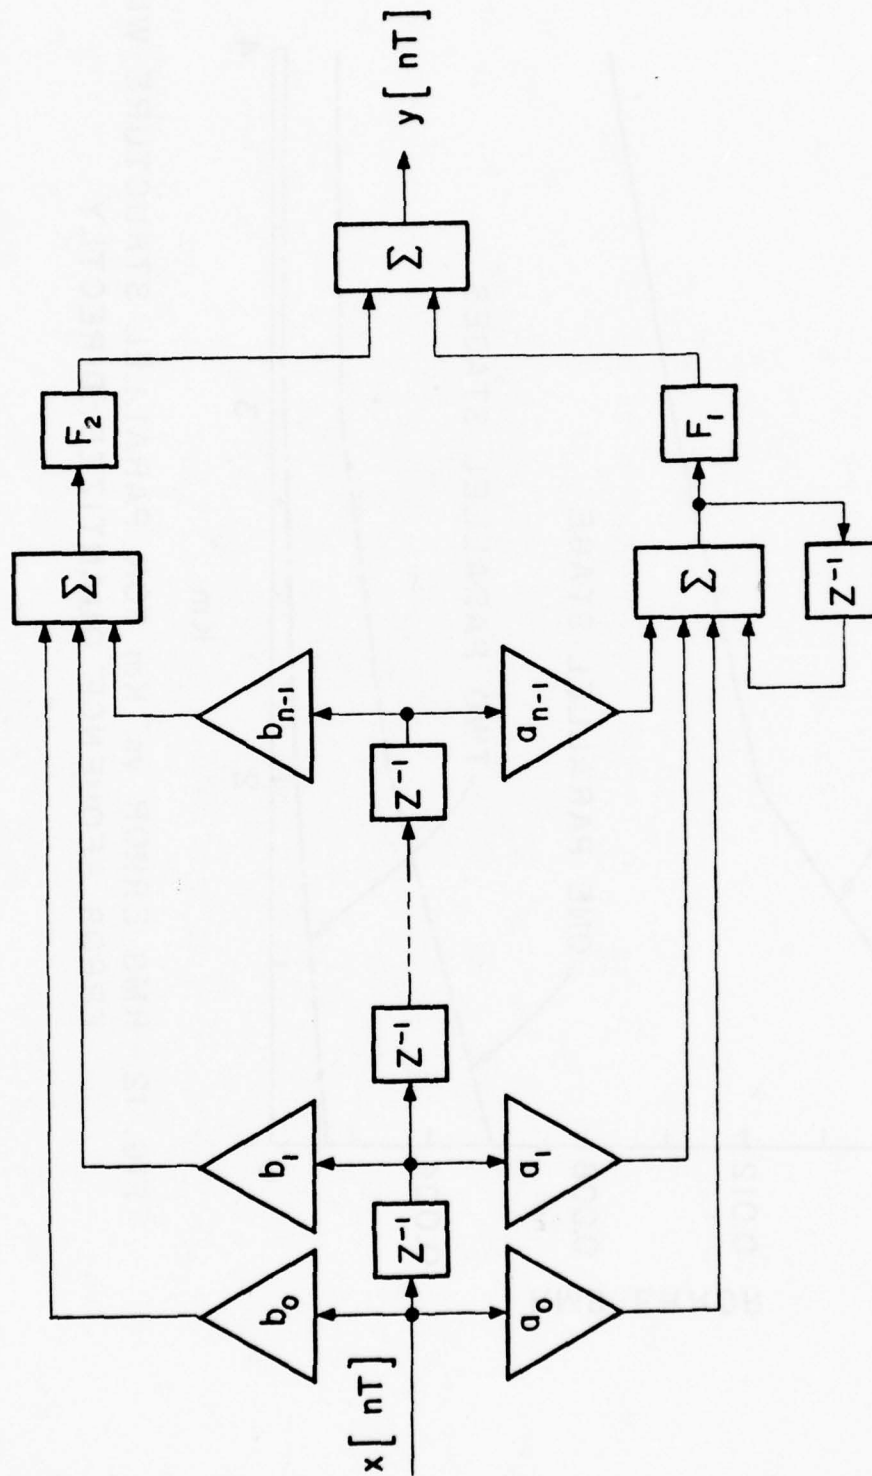 x[nT]
b₀
a₀
Z⁻¹
b₁
a₁
Z⁻¹
Z⁻¹
bₙ₋₁
aₙ₋₁
Σ
Σ
Z⁻¹
F₂
F₁
Σ
y[nT]